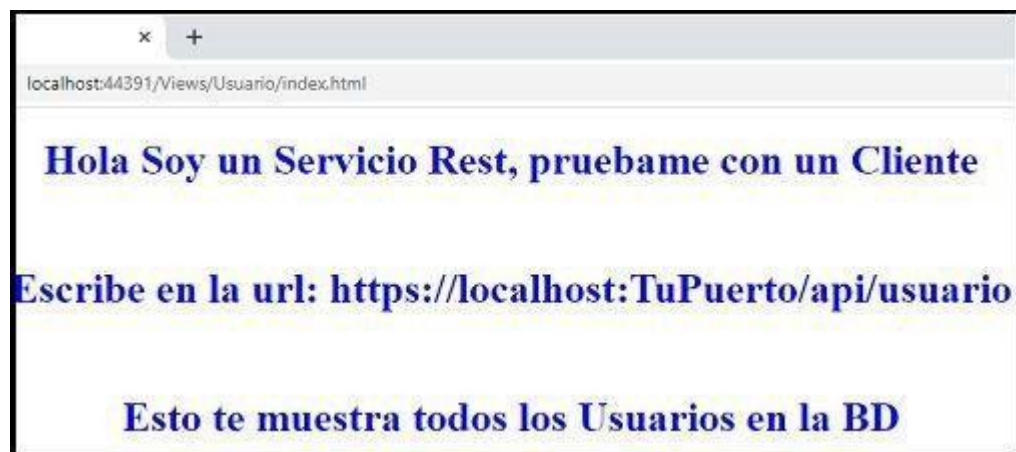 localhost:44391/Views/Usuario/index.html
Hola Soy un Servicio Rest, pruebame con un Cliente
Escribe en la url: https://localhost:TuPuerto/api/usuario
Esto te muestra todos los Usuarios en la BD